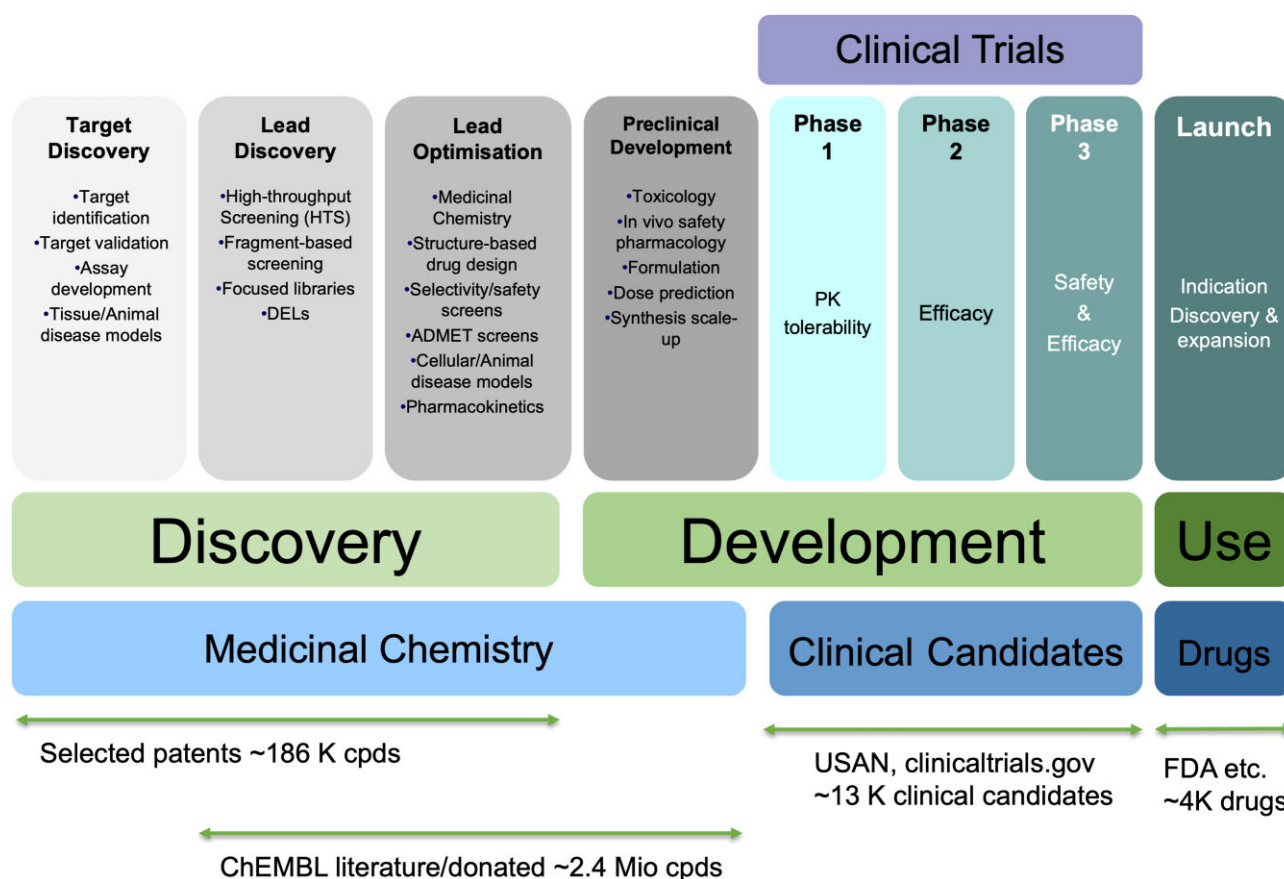 Clinical Trials
Target
Discovery
•Target
identification
•Target validation
•Assay
development
•Tissue/Animal
disease models
Lead
Discovery
•High-throughput
Screening (HTS)
•Fragment-based
screening
•Focused libraries
•DELs
Lead
Optimisation
•Medicinal
Chemistry
•Structure-based
drug design
•Selectivity/safety
screens
•ADMET screens
•Cellular/Animal
disease models
•Pharmacokinetics
Preclinical
Development
•Toxicology
•In vivo safety
pharmacology
•Formulation
•Dose prediction
•Synthesis scale-
up
Phase
1
PK
tolerability
Phase
2
Efficacy
Phase
3
Safety
&
Efficacy
Launch
Indication
Discovery &
expansion
Discovery
Development
Use
Medicinal Chemistry
Clinical Candidates
Drugs
Selected patents ~186 K cpds
USAN, clinicaltrials.gov
~13 K clinical candidates
FDA etc.
~4K drugs
ChEMBL literature/donated ~2.4 Mio cpds